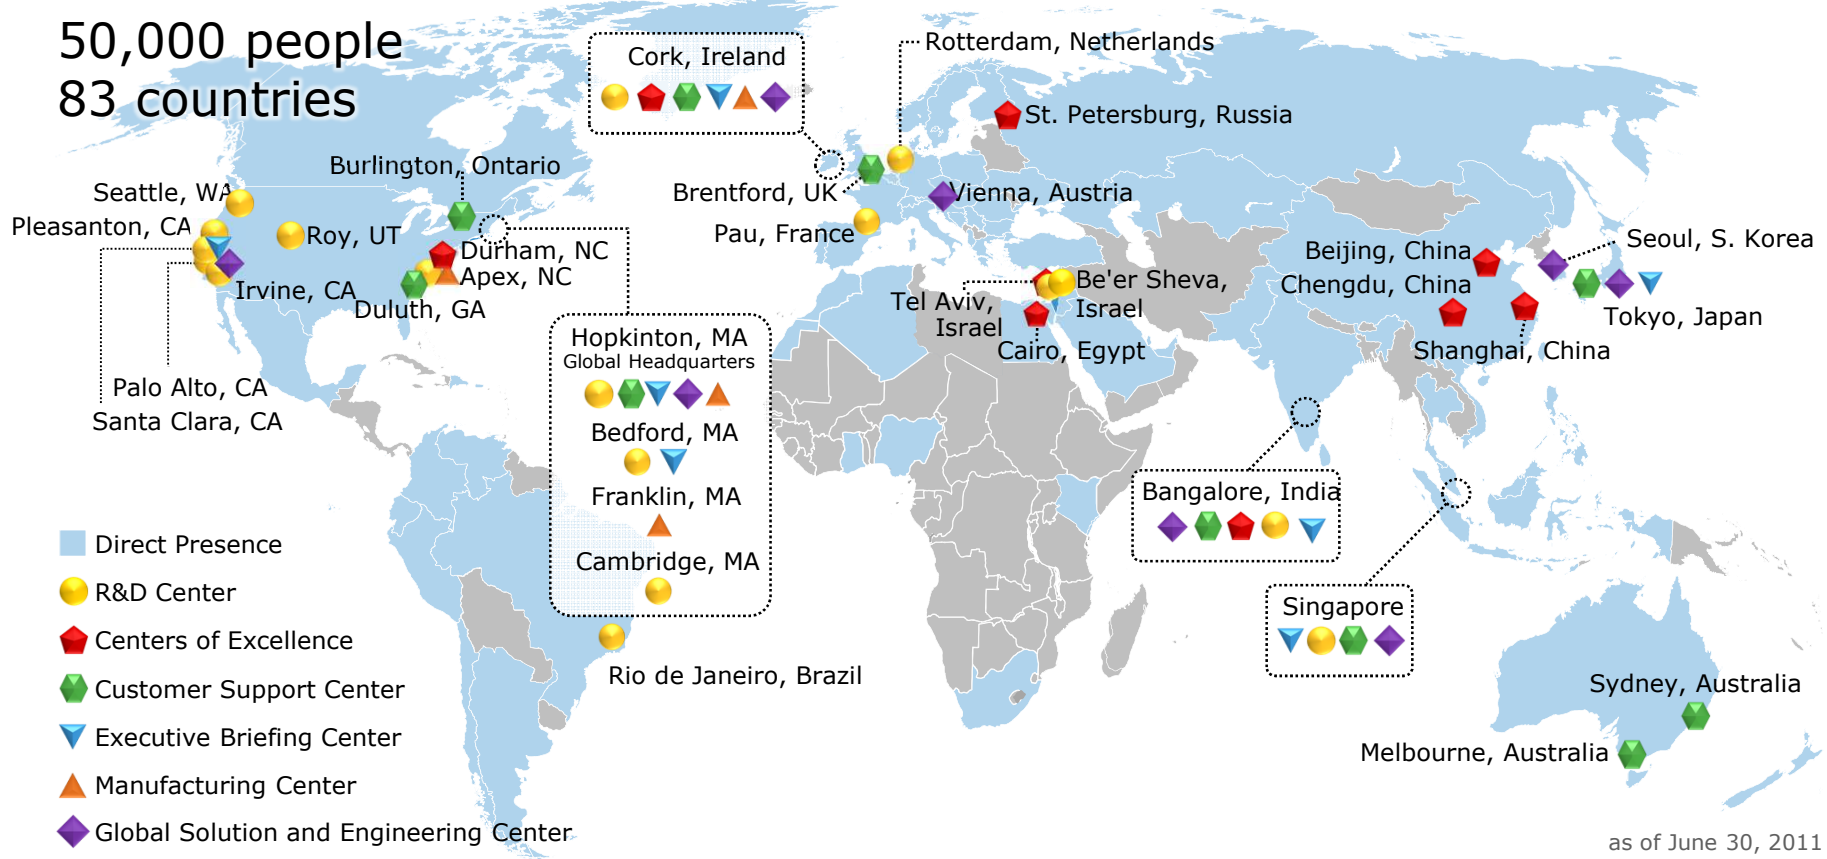 50,000 people
83 countries
Cork, Ireland
Rotterdam, Netherlands
St. Petersburg, Russia
Burlington, Ontario
Seattle, WA
Brentford, UK
Vienna, Austria
Pleasanton, CA
Roy, UT
Pau, France
Durham, NC
Seoul, S. Korea
Beijing, China
Apex, NC
Be'er Sheva,
Israel
Chengdu, China
Irvine, CA
Duluth, GA
Tel Aviv,
Israel
Tokyo, Japan
Cairo, Egypt
Shanghai, China
Hopkinton, MA
Global Headquarters
Palo Alto, CA
Santa Clara, CA
Bedford, MA
Franklin, MA
Bangalore, India
Cambridge, MA
Singapore
Rio de Janeiro, Brazil
Sydney, Australia
Melbourne, Australia
Direct Presence
R&D Center
Centers of Excellence
Customer Support Center
Executive Briefing Center
Manufacturing Center
Global Solution and Engineering Center
as of June 30, 2011